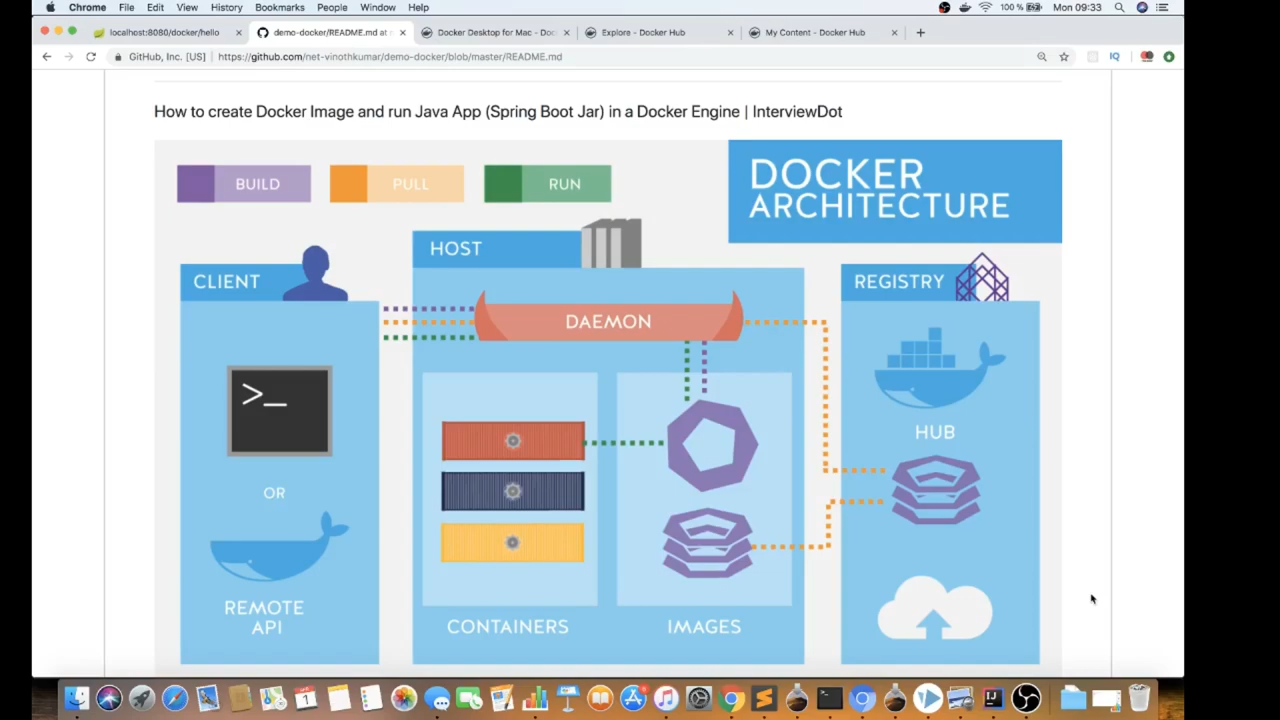 Chrome File Edit View History Bookmarks People Window Help 100 % Mon 09:33
localhost:8080/docker/hello
demo-docker/README.md at
Docker Desktop for Mac - Doc
Explore - Docker Hub
My Content - Docker Hub
GitHub, Inc. [US] | https://github.com/net-vinothkumar/demo-docker/blob/master/README.md
IQ
How to create Docker Image and run Java App (Spring Boot Jar) in a Docker Engine | InterviewDot
BUILD
PULL
RUN
DOCKER
ARCHITECTURE
CLIENT
HOST
REGISTRY
DAEMON
>_
OR
REMOTE
API
CONTAINERS
IMAGES
HUB